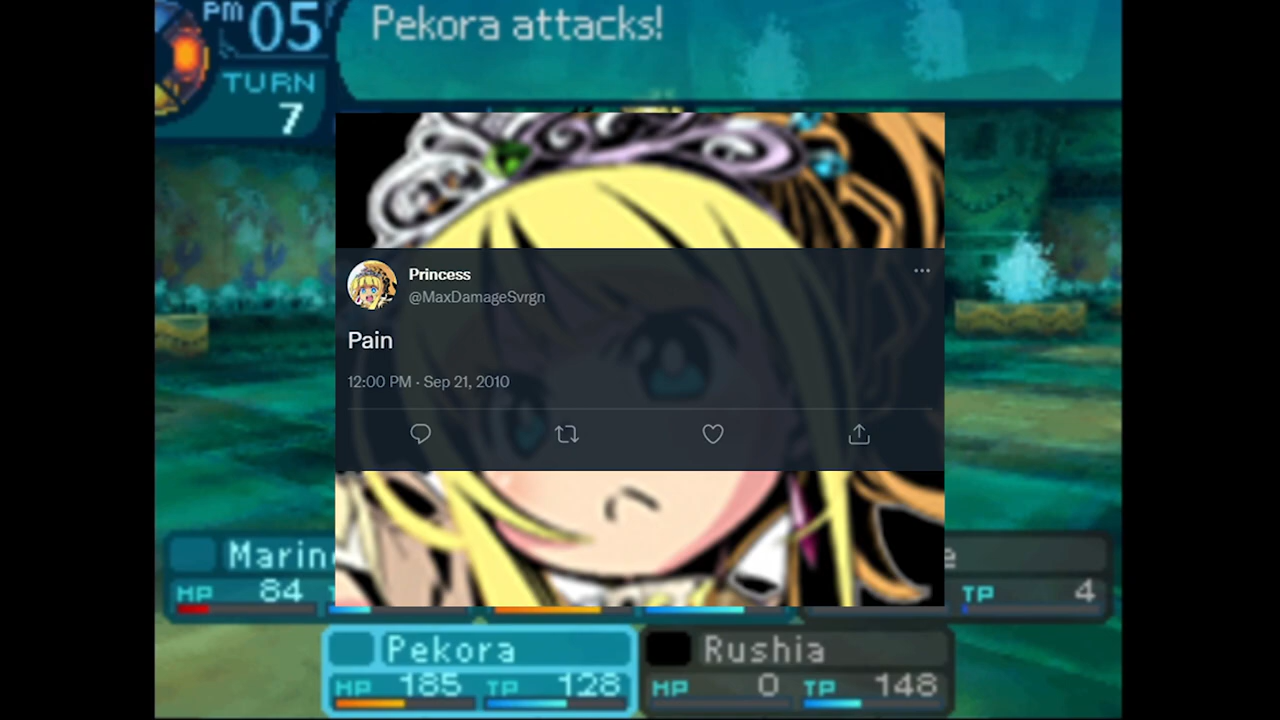 PM 05
Pekora attacks!
TURN
7
Princess
@MaxDamageSvrgn
Pain
12:00 PM · Sep 21, 2010
HP 84
TP 4
Pekora
HP 185 TP 128
Rushia
HP 0 TP 148